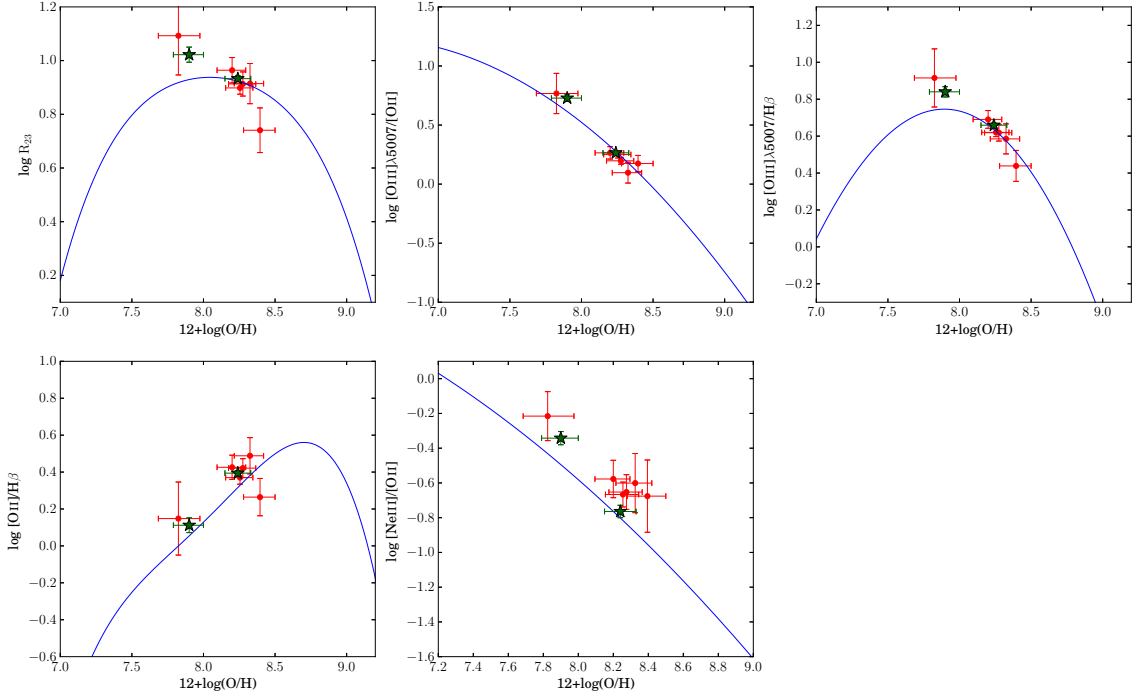 1.2
1.0
0.8
0.6
0.4
0.2
log R₂₃
7.0 7.5 8.0 8.5 9.0
12+log(O/H)
1.5
1.0
0.5
0.0
−0.5
−1.0
log [OIII]λ5007/[OII]
7.0 7.5 8.0 8.5 9.0
12+log(O/H)
1.2
1.0
0.8
0.6
0.4
0.2
0.0
−0.2
log [OIII]λ5007/Hβ
7.0 7.5 8.0 8.5 9.0
12+log(O/H)
1.0
0.8
0.6
0.4
0.2
0.0
−0.2
−0.4
−0.6
log [OII]/Hβ
7.0 7.5 8.0 8.5 9.0
12+log(O/H)
0.0
−0.2
−0.4
−0.6
−0.8
−1.0
−1.2
−1.4
−1.6
log [NeIII]/[OII]
7.2 7.4 7.6 7.8 8.0 8.2 8.4 8.6 8.8 9.0
12+log(O/H)